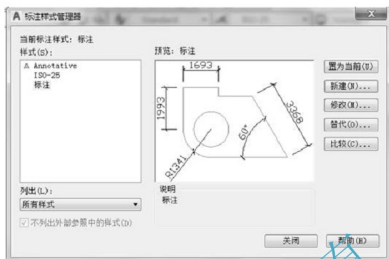 标注样式管理器
当前标注样式：标注
样式(S):
Annotative
ISO-25
标注
预览：标注
1693
1993
3368
60°
R1341
置为当前(U)
新建(N)...
修改(M)...
替代(O)...
比较(C)...
列出(L):
所有样式
不列出外部参照中的样式(D)
说明
标注
关闭
帮助(H)